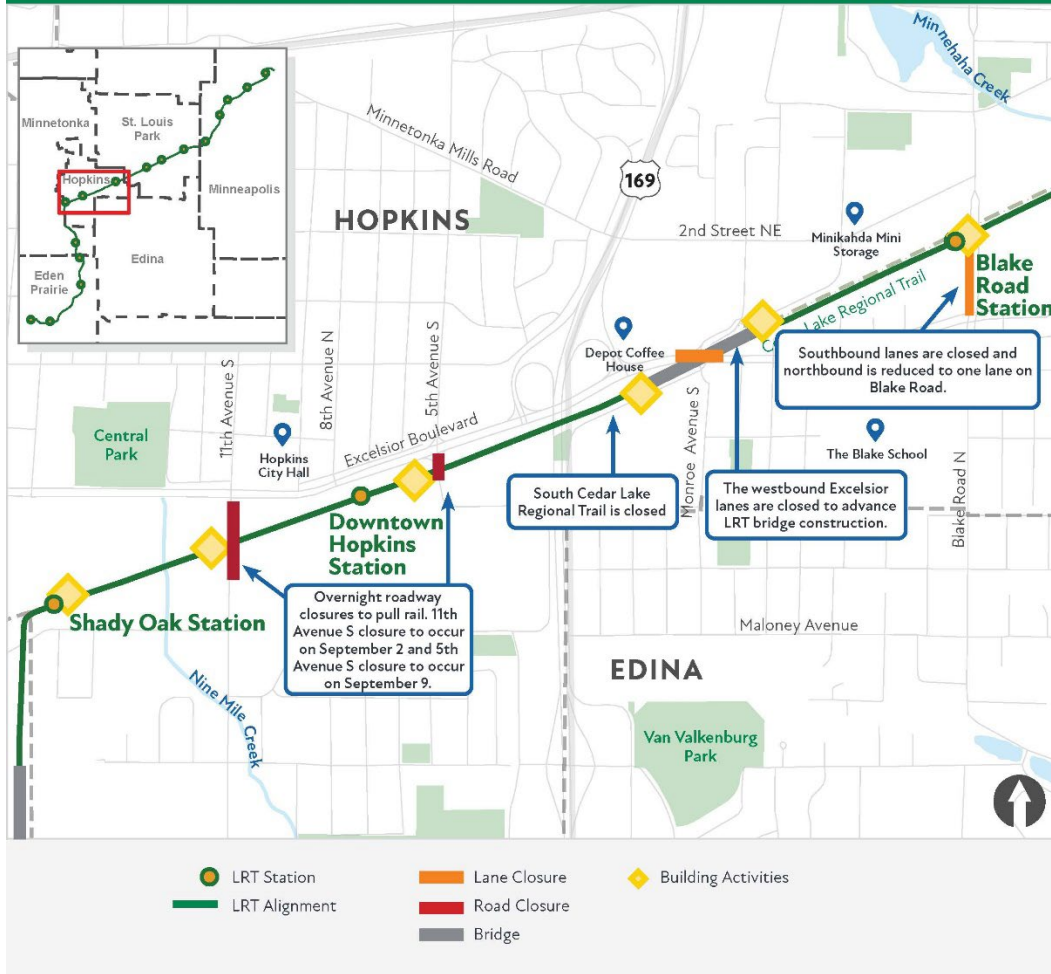 Minnehaha Creek
Minnetonka
St. Louis
Park
Hopkins
Minneapolis
Edina
Eden
Prairie
Minnetonka Mills Road
169
HOPKINS
2nd Street NE
Minikahda Mini
Storage
Blake
Road
Station
Lake Regional Trail
Depot Coffee
House
Southbound lanes are closed and
northbound is reduced to one lane on
Blake Road.
11th Avenue S
8th Avenue N
5th Avenue S
Central
Park
Hopkins
City Hall
Excelsior Boulevard
The Blake School
South Cedar Lake
Regional Trail is closed
Monroe Avenue S
The westbound Excelsior
lanes are closed to advance
LRT bridge construction.
Blake Road N
Downtown
Hopkins
Station
Shady Oak Station
Overnight roadway
closures to pull rail. 11th
Avenue S closure to occur
on September 2 and 5th
Avenue S closure to occur
on September 9.
Maloney Avenue
EDINA
Nine Mile Creek
Van Valkenburg
Park
LRT Station
LRT Alignment
Lane Closure
Road Closure
Bridge
Building Activities